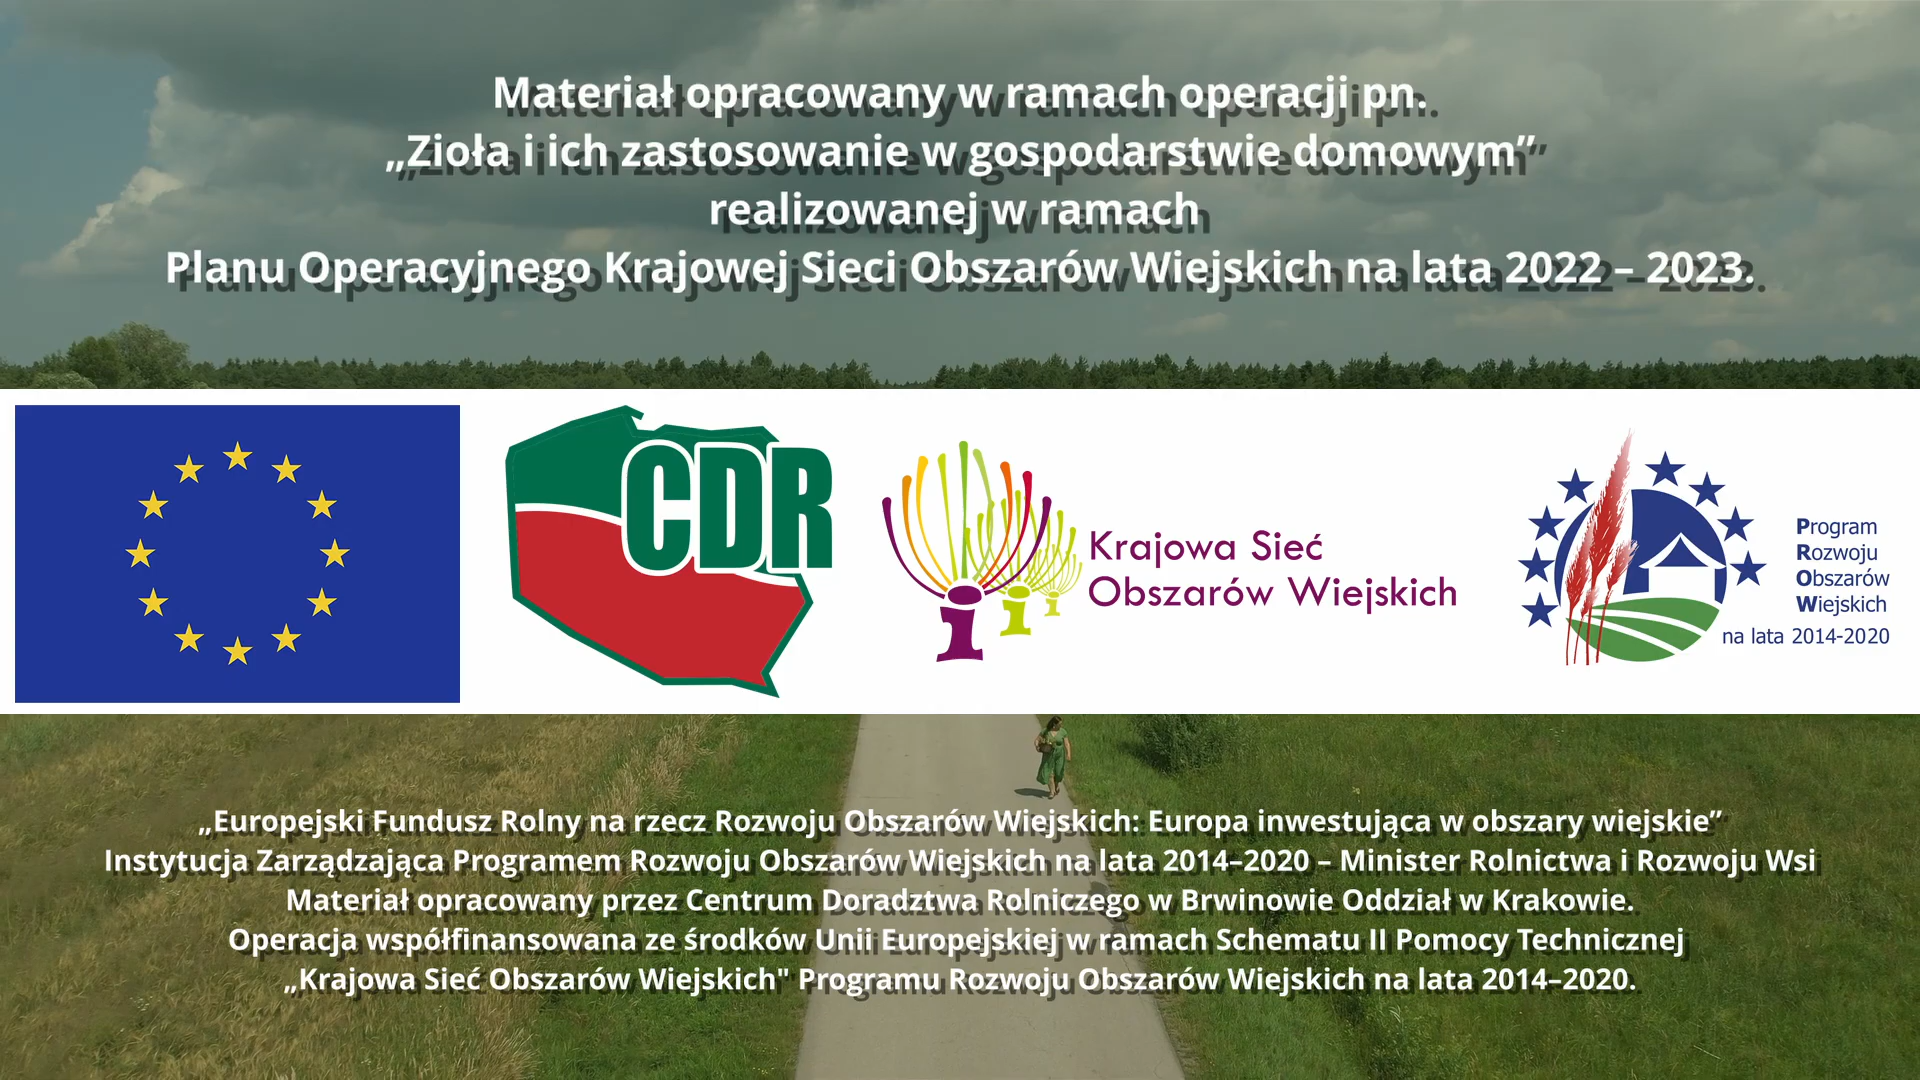 Materiał opracowany w ramach operacji pn.
„Zioła i ich zastosowanie w gospodarstwie domowym”
realizowanej w ramach
Planu Operacyjnego Krajowej Sieci Obszarów Wiejskich na lata 2022 – 2023.
CDR
Krajowa Sieć
Obszarów Wiejskich
Program
Rozwoju
Obszarów
Wiejskich
na lata 2014-2020
„Europejski Fundusz Rolny na rzecz Rozwoju Obszarów Wiejskich: Europa inwestująca w obszary wiejskie”
Instytucja Zarządzająca Programem Rozwoju Obszarów Wiejskich na lata 2014–2020 – Minister Rolnictwa i Rozwoju Wsi
Materiał opracowany przez Centrum Doradztwa Rolniczego w Brwinowie Oddział w Krakowie.
Operacja współfinansowana ze środków Unii Europejskiej w ramach Schematu II Pomocy Technicznej
„Krajowa Sieć Obszarów Wiejskich" Programu Rozwoju Obszarów Wiejskich na lata 2014–2020.